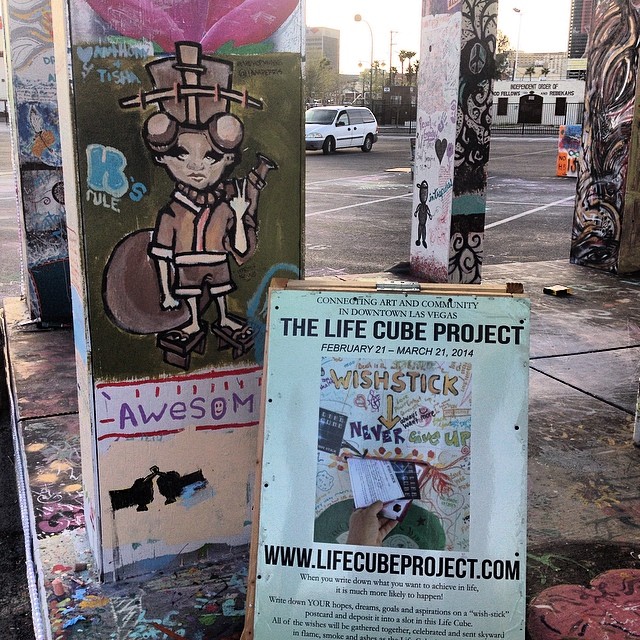 TISHA
B's
RULE
AWESOM
INDEPENDENT ORDER OF
ODD FELLOWS AND REBEKAHS
CONNECTING ART AND COMMUNITY
IN DOWNTOWN LAS VEGAS
THE LIFE CUBE PROJECT
FEBRUARY 21 – MARCH 21, 2014
WISHSTICK
LIFE
CUBE
NEVER GIVE UP
WWW.LIFECUBEPROJECT.COM
When you write down what you want to achieve in life,
it is much more likely to happen!
Write down YOUR hopes, dreams, goals and aspirations on a "wish-stick"
postcard and deposit it into a slot in this Life Cube.
All of the wishes will be gathered together, celebrated and sent skyward
in flame, smoke and ashes